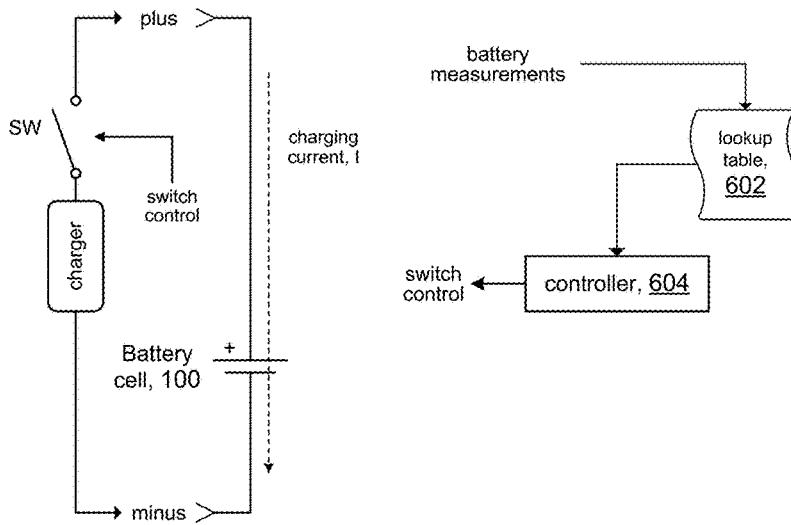 plus
SW
switch
control
charger
charging
current, I
+
Battery
cell, 100
minus
battery
measurements
lookup
table,
602
controller, 604
switch
control